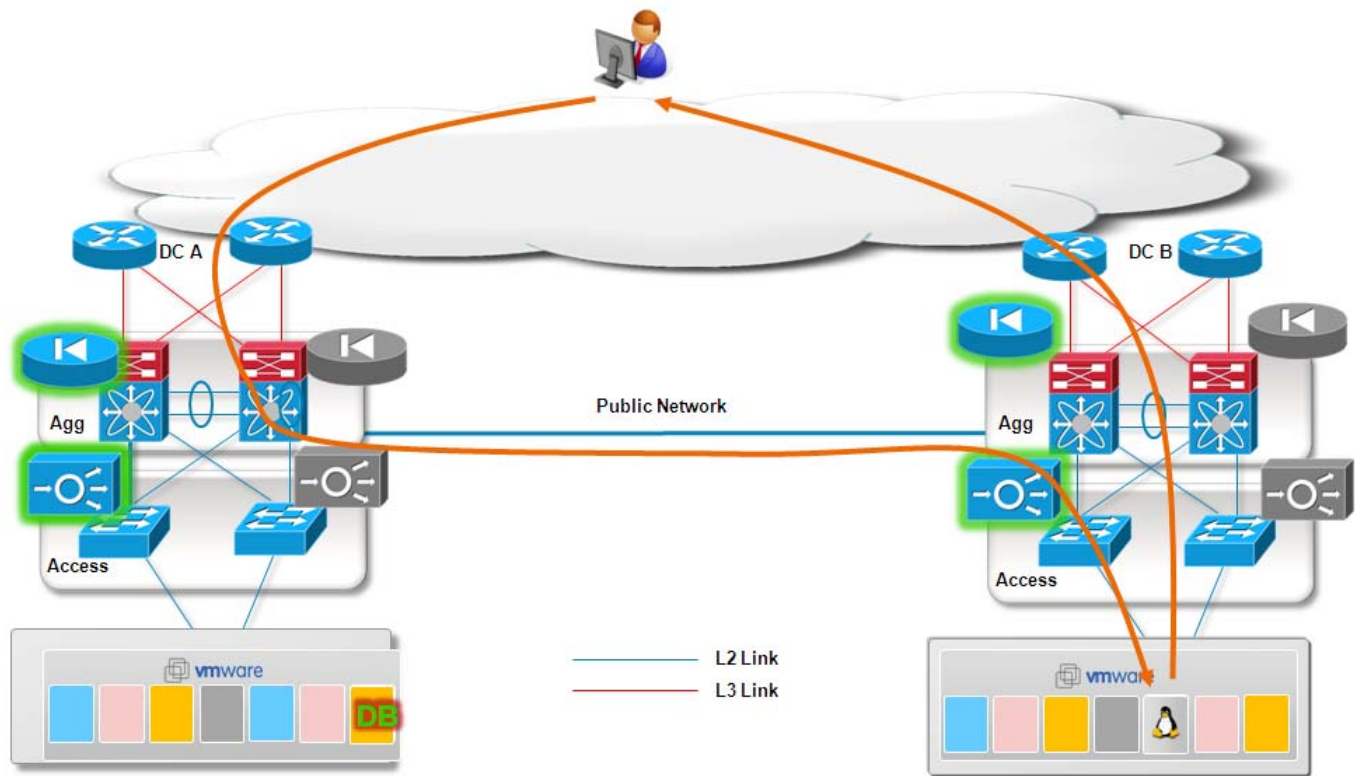 DC A
DC B
Public Network
Agg
Agg
Access
Access
vmware
DB
L2 Link
L3 Link
vmware